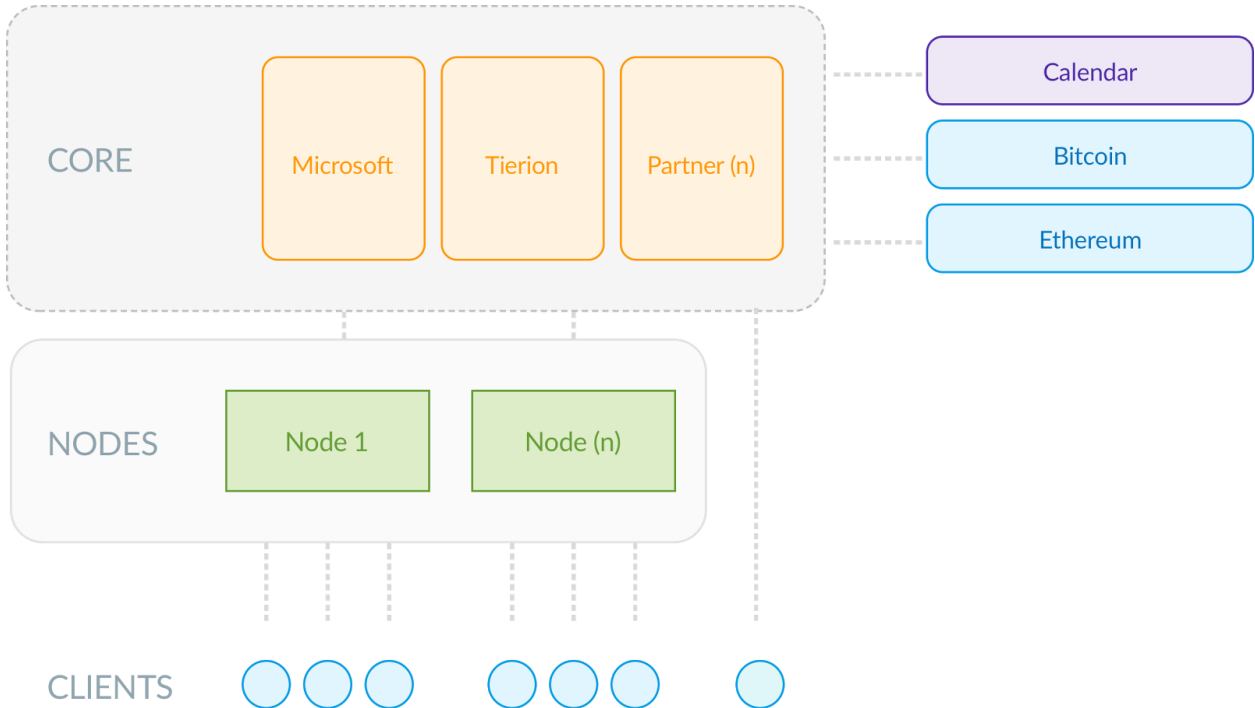 CORE
Microsoft
Tierion
Partner (n)
Calendar
Bitcoin
Ethereum
NODES
Node 1
Node (n)
CLIENTS